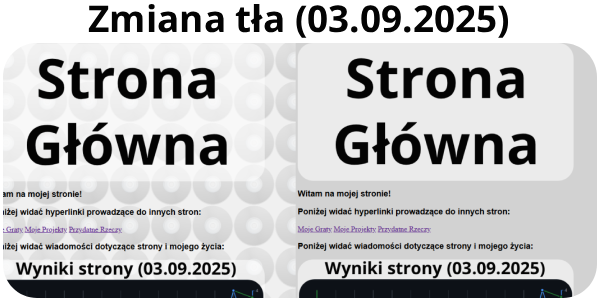 Zmiana tła (03.09.2025)
Strona
Główna
am na mojej stronie!
niżej widać hyperlinki prowadzące do innych stron:
e Graty Moje Projekty Przydatne Rzeczy
niżej widać wiadomości dotyczące strony i mojego życia:
Wyniki strony (03.09.2025)
Strona
Główna
Witam na mojej stronie!
Poniżej widać hyperlinki prowadzące do innych stron:
Moje Graty Moje Projekty Przydatne Rzeczy
Poniżej widać wiadomości dotyczące strony i mojego życia:
Wyniki strony (03.09.2025)